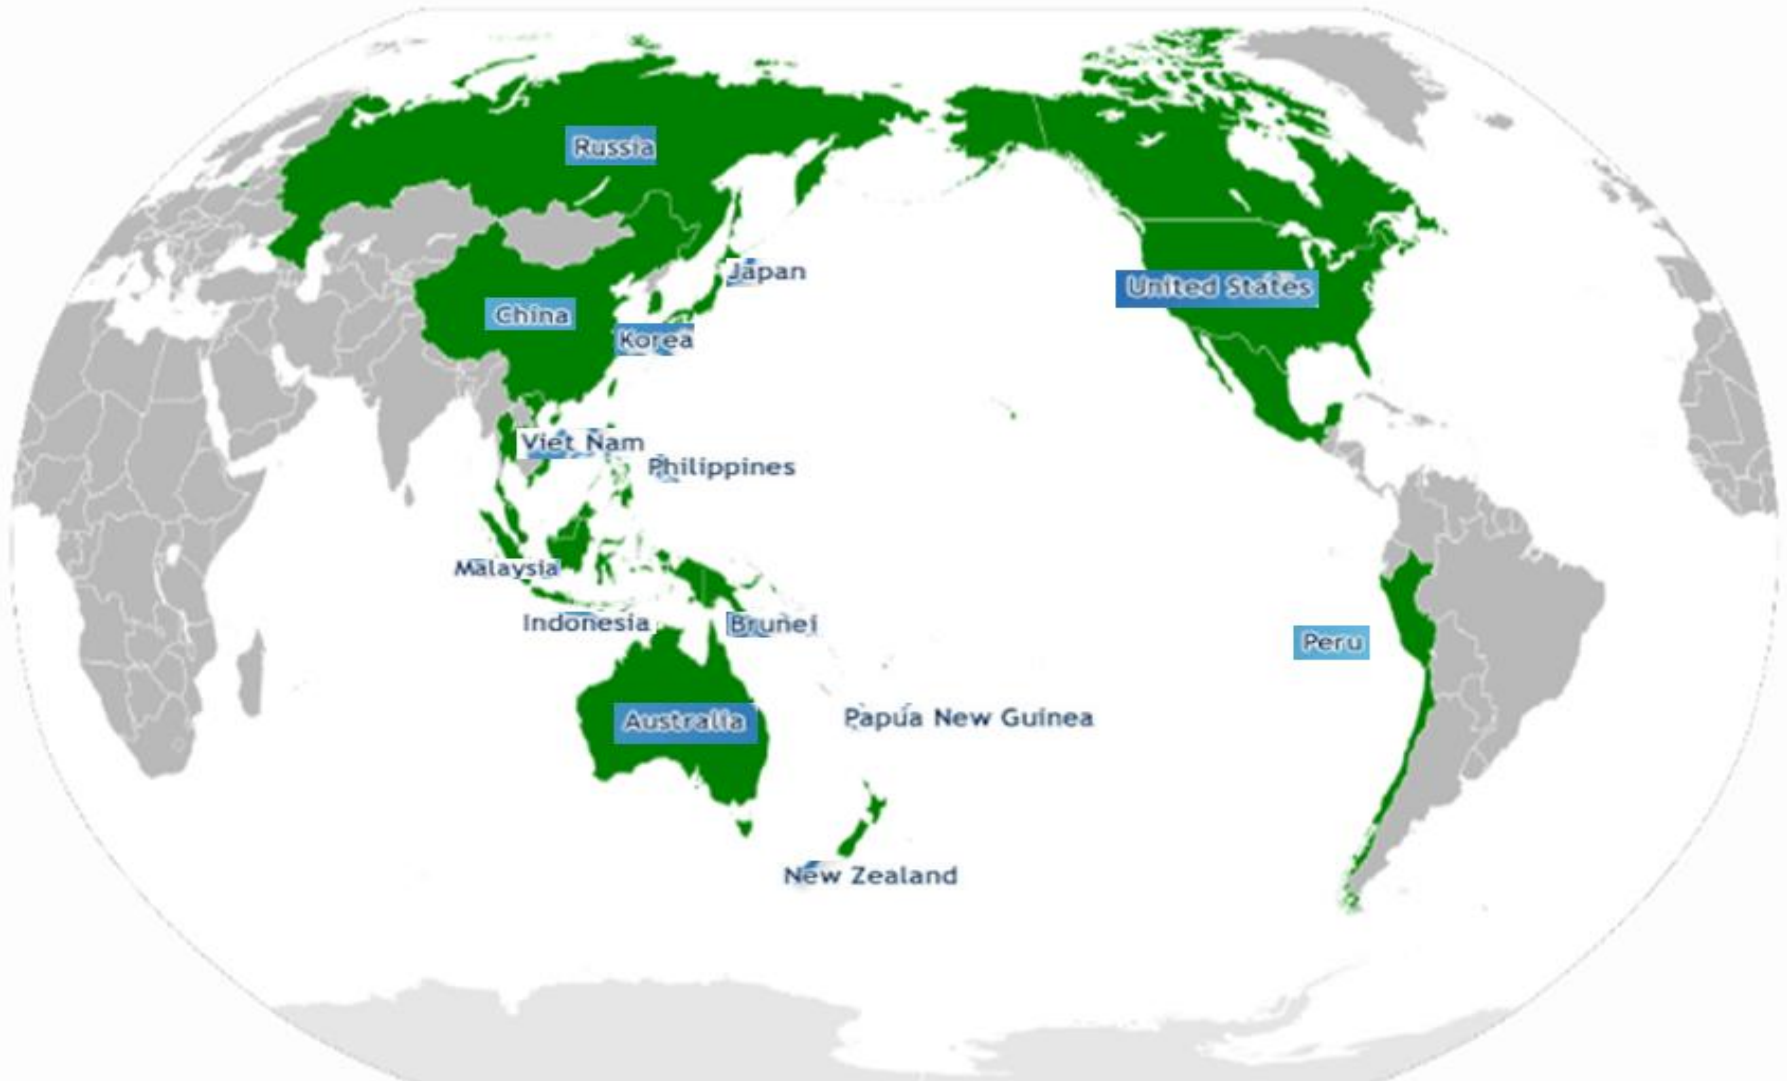 Russia
Japan
United States
China
Korea
Viet Nam
Philippines
Malaysia
Indonesia
Brunei
Peru
Australia
Papua New Guinea
New Zealand